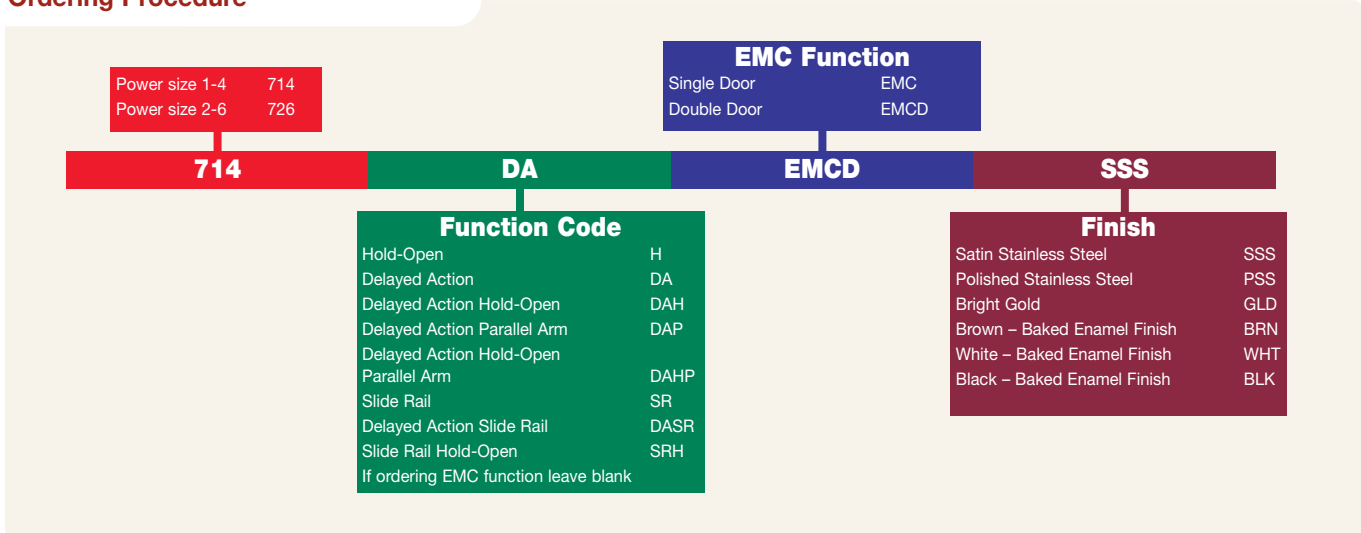 Ordering Procedure
EMC Function
Single Door EMC
Double Door EMCD
Power size 1-4 714
Power size 2-6 726
714 DA EMCD SSS
Function Code
Hold-Open H
Delayed Action DA
Delayed Action Hold-Open DAH
Delayed Action Parallel Arm DAP
Delayed Action Hold-Open
Parallel Arm DAHP
Slide Rail SR
Delayed Action Slide Rail DASR
Slide Rail Hold-Open SRH
If ordering EMC function leave blank
Finish
Satin Stainless Steel SSS
Polished Stainless Steel PSS
Bright Gold GLD
Brown – Baked Enamel Finish BRN
White – Baked Enamel Finish WHT
Black – Baked Enamel Finish BLK